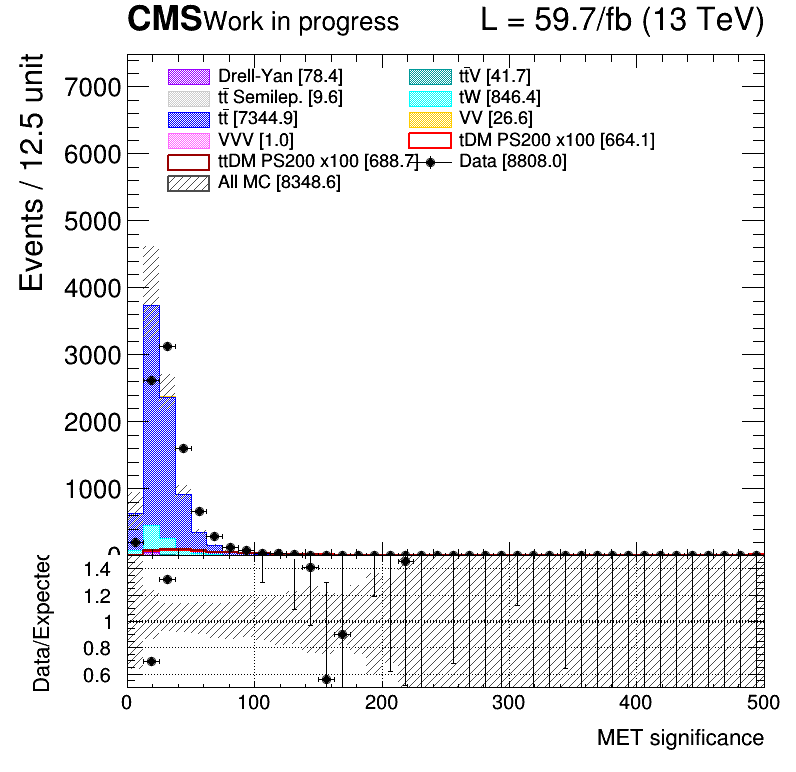 CMS Work in progress L = 59.7/fb (13 TeV)
Events / 12.5 unit
7000
6000
5000
4000
3000
2000
1000
0
Drell-Yan [78.4] tt̄V [41.7]
tt̄ Semilep. [9.6] tW [846.4]
tt̄ [7344.9] VV [26.6]
VVV [1.0] tDM PS200 x100 [664.1]
ttDM PS200 x100 [688.7] Data [8808.0]
All MC [8348.6]
Data/Expected
1.4
1.2
1
0.8
0.6
0 100 200 300 400 500
MET significance